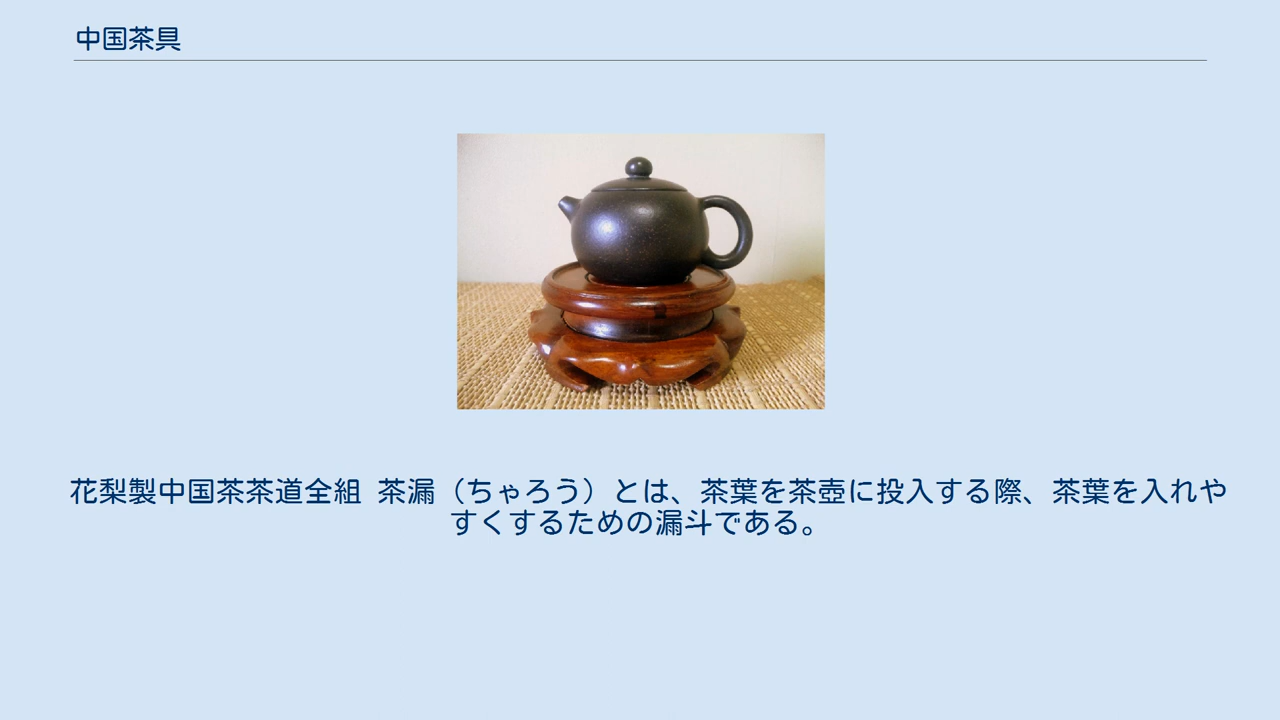 中国茶具
花梨製中国茶茶道全組 茶漏（ちゃろう）とは、茶葉を茶壺に投入する際、茶葉を入れや
すくするための漏斗である。